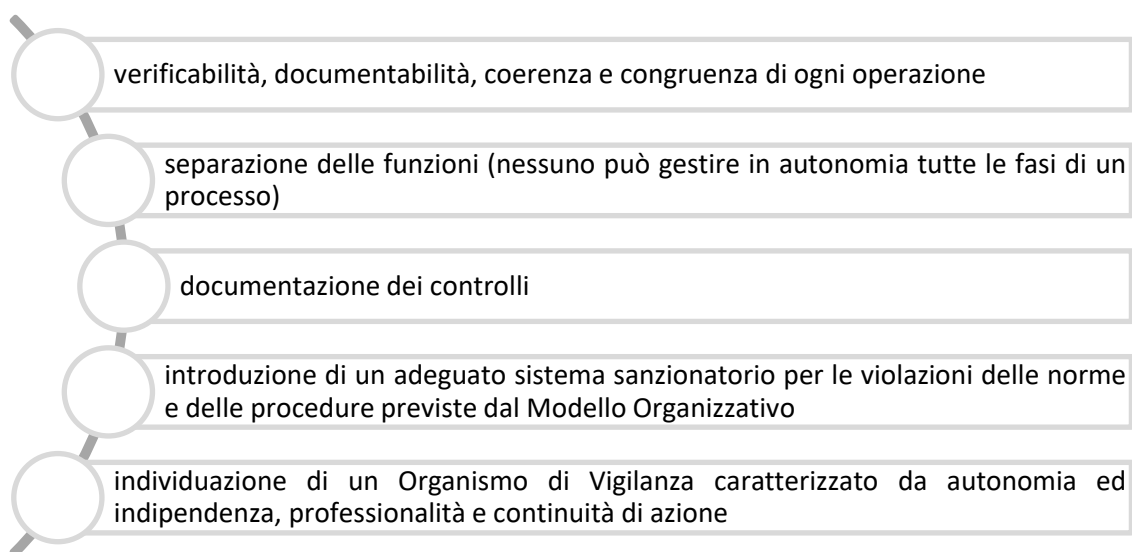 verificabilità, documentabilità, coerenza e congruenza di ogni operazione
separazione delle funzioni (nessuno può gestire in autonomia tutte le fasi di un
processo)
documentazione dei controlli
introduzione di un adeguato sistema sanzionatorio per le violazioni delle norme
e delle procedure previste dal Modello Organizzativo
individuazione di un Organismo di Vigilanza caratterizzato da autonomia ed
indipendenza, professionalità e continuità di azione